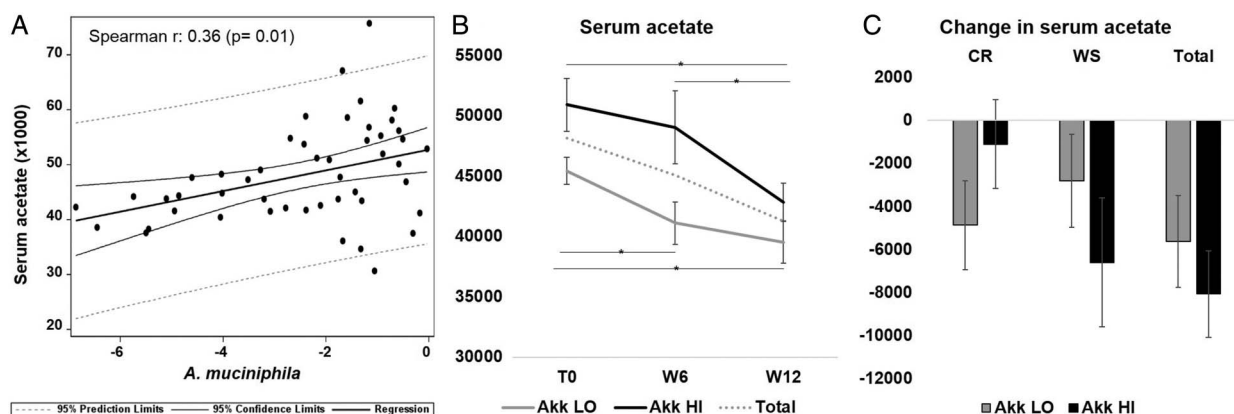 A
Spearman r: 0.36 (p= 0.01)
70
60
50
40
30
20
Serum acetate (x1000)
-6
-4
-2
0
A. muciniphila
95% Prediction Limits
95% Confidence Limits
Regression
B
Serum acetate
55000
50000
45000
40000
45000
30000
*
*
*
*
T0
W6
W12
Akk LO
Akk HI
Total
C
Change in serum acetate
CR
WS
Total
2000
0
-2000
-4000
-6000
-8000
-10000
-12000
Akk LO
Akk HI